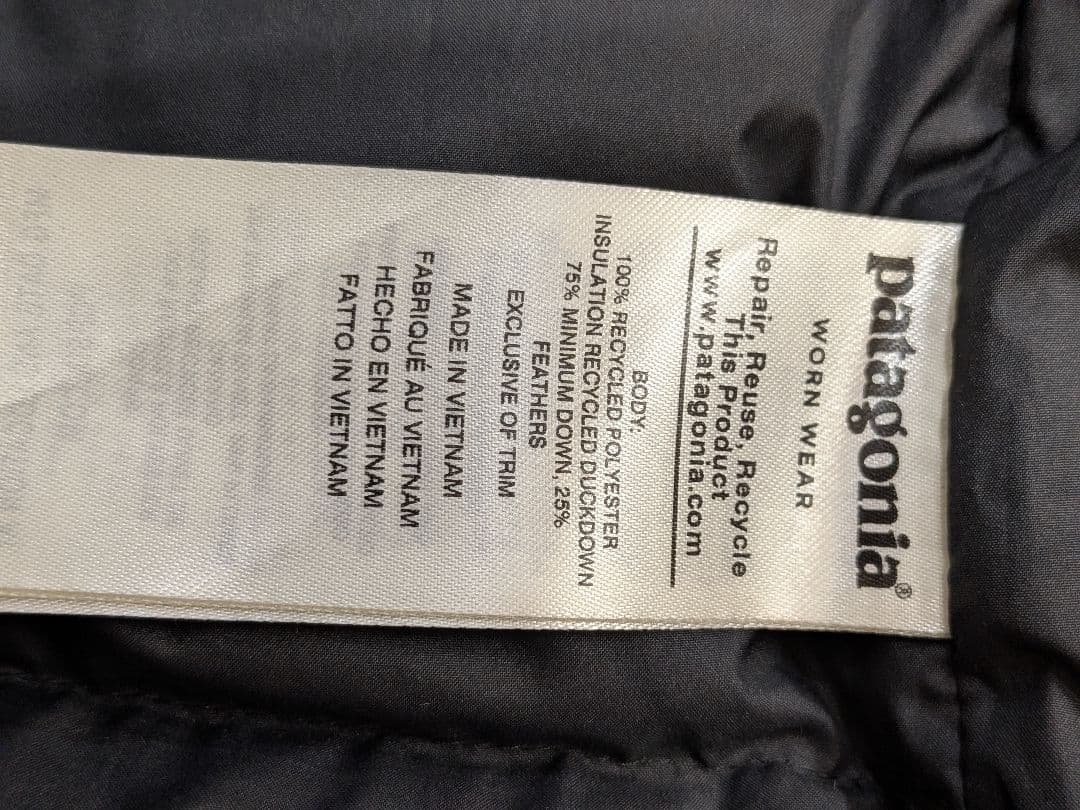 patagonia®
WORN WEAR
Repair, Reuse, Recycle
This Product
www.patagonia.com
BODY:
100% RECYCLED POLYESTER
INSULATION RECYCLED DUCKDOWN
75% MINIMUM DOWN, 25%
FEATHERS
EXCLUSIVE OF TRIM
MADE IN VIETNAM
FABRIQUÉ AU VIETNAM
HECHO EN VIETNAM
FATTO IN VIETNAM